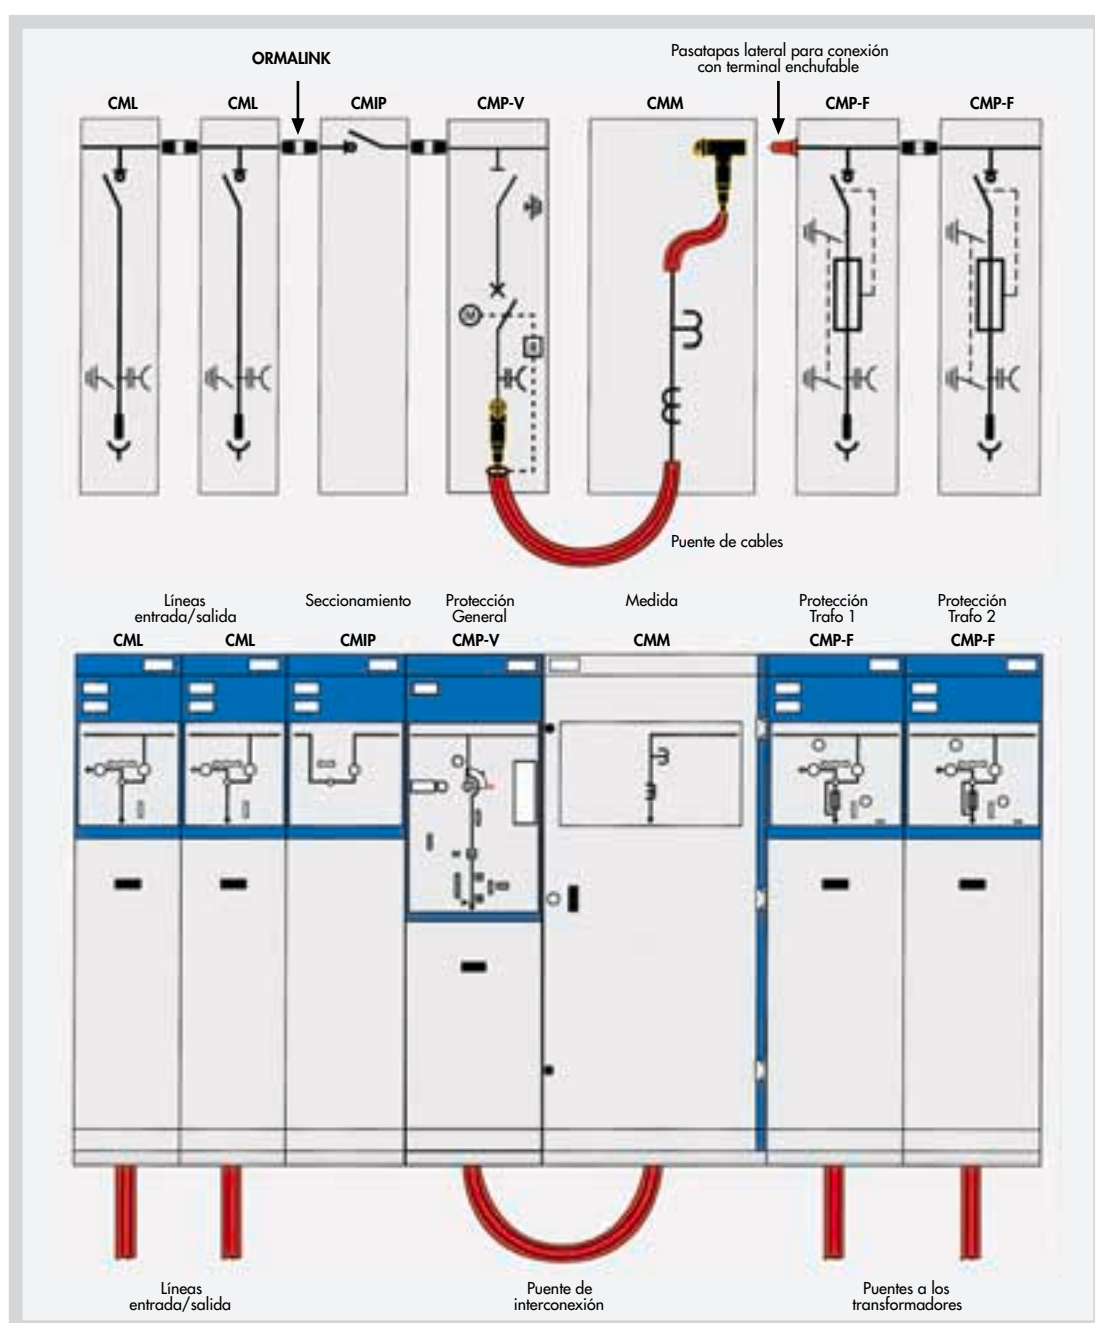 ORMALINK
Pasatapas lateral para conexión
con terminal enchufable
CML
CML
CMIP
CMP-V
CMM
CMP-F
CMP-F
M
Puente de cables
Líneas
entrada/salida
Seccionamiento
Protección
General
Medida
Protección
Trafo 1
Protección
Trafo 2
CML
CML
CMIP
CMP-V
CMM
CMP-F
CMP-F
Líneas
entrada/salida
Puente de
interconexión
Puentes a los
transformadores